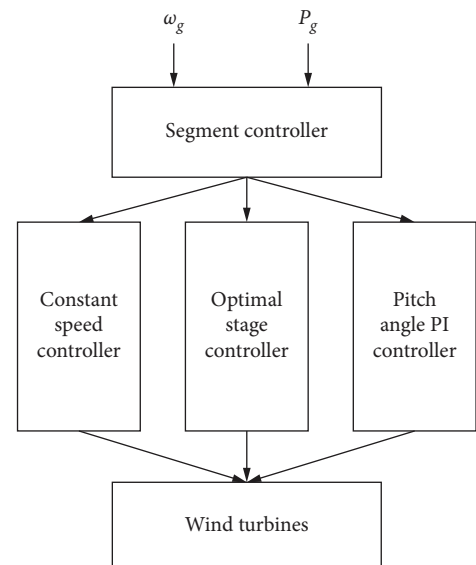 ω_g P_g
Segment controller
Constant
speed
controller
Optimal
stage
controller
Pitch
angle PI
controller
Wind turbines